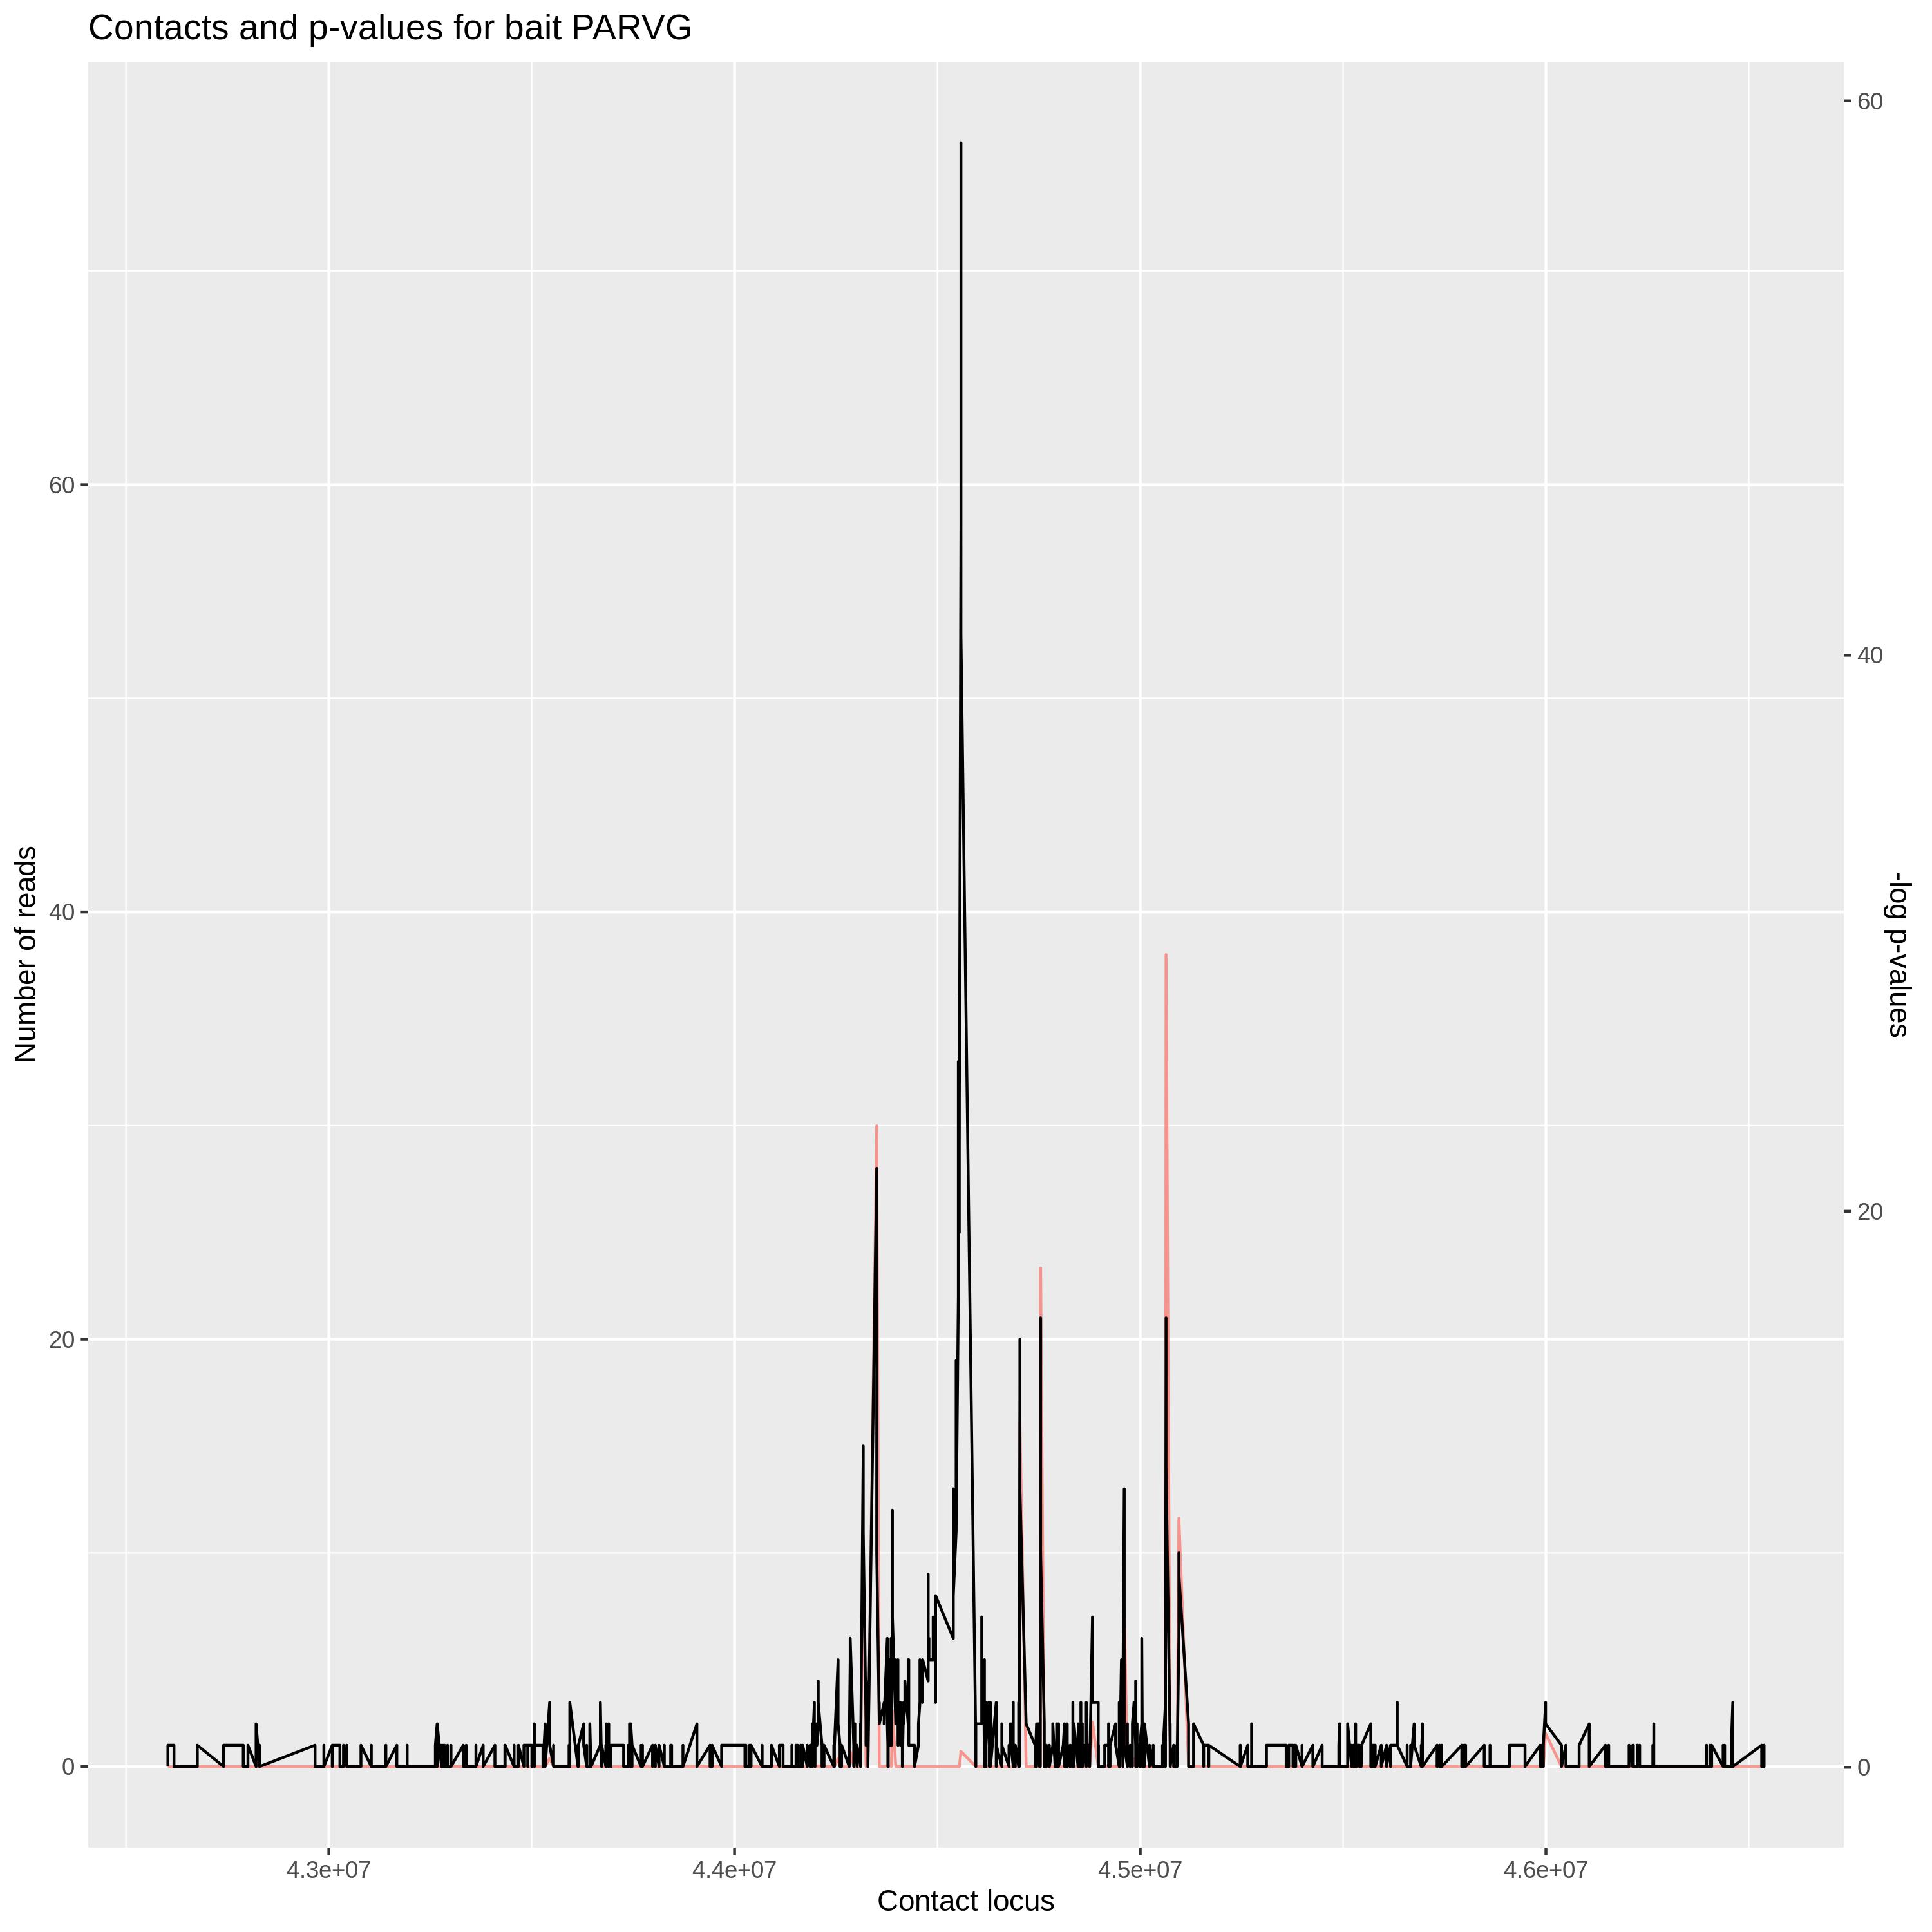 Contacts and p-values for bait PARVG
60
40
20
0
Number of reads
60
40
20
0
-log p-values
4.3e+07
4.4e+07
4.5e+07
4.6e+07
Contact locus